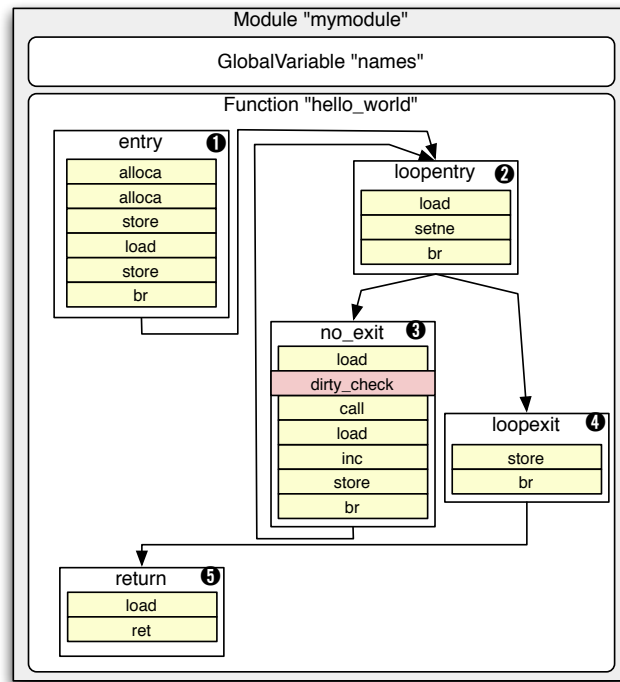 Module "mymodule"
GlobalVariable "names"
Function "hello_world"
entry ❶
alloca
alloca
store
load
store
br
loopentry ❷
load
setne
br
no_exit ❸
load
dirty_check
call
load
inc
store
br
loopexit ❹
store
br
return ❺
load
ret